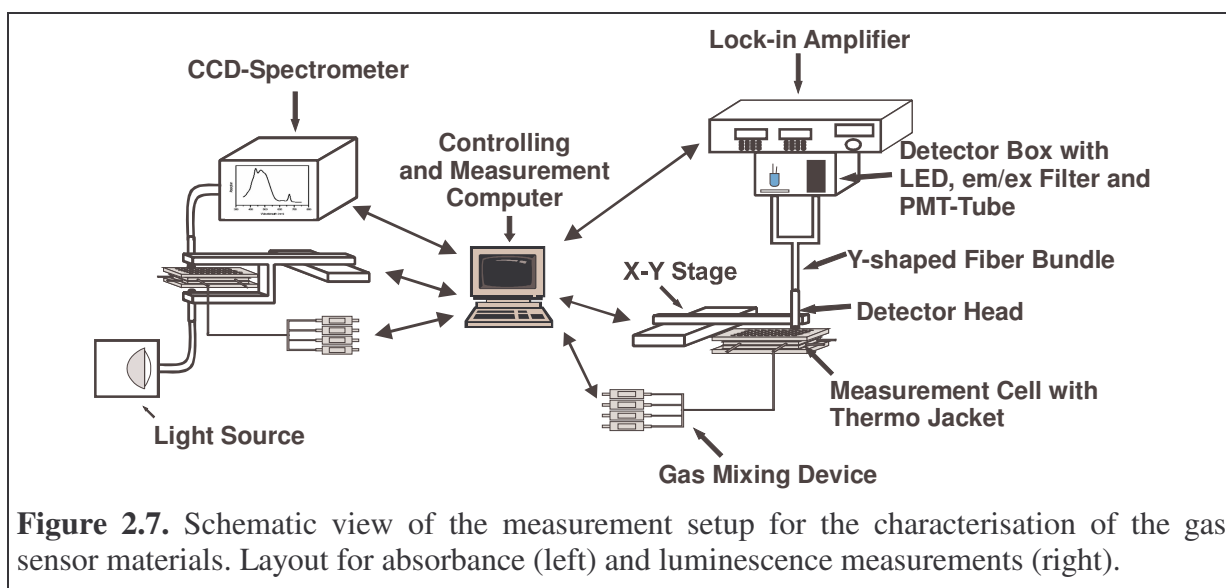 Lock-in Amplifier
CCD-Spectrometer
Controlling
and Measurement
Computer
Detector Box with
LED, em/ex Filter and
PMT-Tube
Y-shaped Fiber Bundle
X-Y Stage
Detector Head
Measurement Cell with
Thermo Jacket
Light Source
Gas Mixing Device
Figure 2.7. Schematic view of the measurement setup for the characterisation of the gas
sensor materials. Layout for absorbance (left) and luminescence measurements (right).